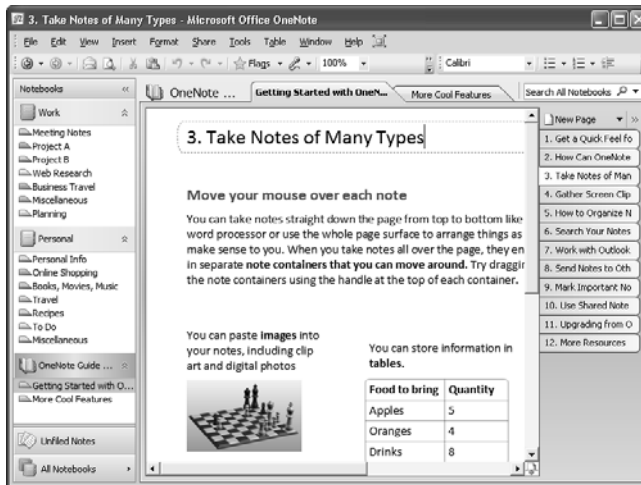 3. Take Notes of Many Types - Microsoft Office OneNote
File Edit View Insert Format Share Tools Table Window Help
Flags 100% Calibri
Notebooks
OneNote ...
Getting Started with OneN...
More Cool Features
Search All Notebooks
Work
Meeting Notes
Project A
Project B
Web Research
Business Travel
Miscellaneous
Planning
Personal
Personal Info
Online Shopping
Books, Movies, Music
Travel
Recipes
To Do
Miscellaneous
OneNote Guide ...
Getting Started with O...
More Cool Features
Unfiled Notes
All Notebooks
3. Take Notes of Many Types
Move your mouse over each note
You can take notes straight down the page from top to bottom like
word processor or use the whole page surface to arrange things as
make sense to you. When you take notes all over the page, they en
in separate note containers that you can move around. Try draggin
the note containers using the handle at the top of each container.
You can paste images into
your notes, including clip
art and digital photos
You can store information in
tables.
Food to bring Quantity
Apples 5
Oranges 4
Drinks 8
New Page
1. Get a Quick Feel fo
2. How Can OneNote
3. Take Notes of Man
4. Gather Screen Clip
5. How to Organize N
6. Search Your Notes
7. Work with Outlook
8. Send Notes to Oth
9. Mark Important No
10. Use Shared Note
11. Upgrading from O
12. More Resources